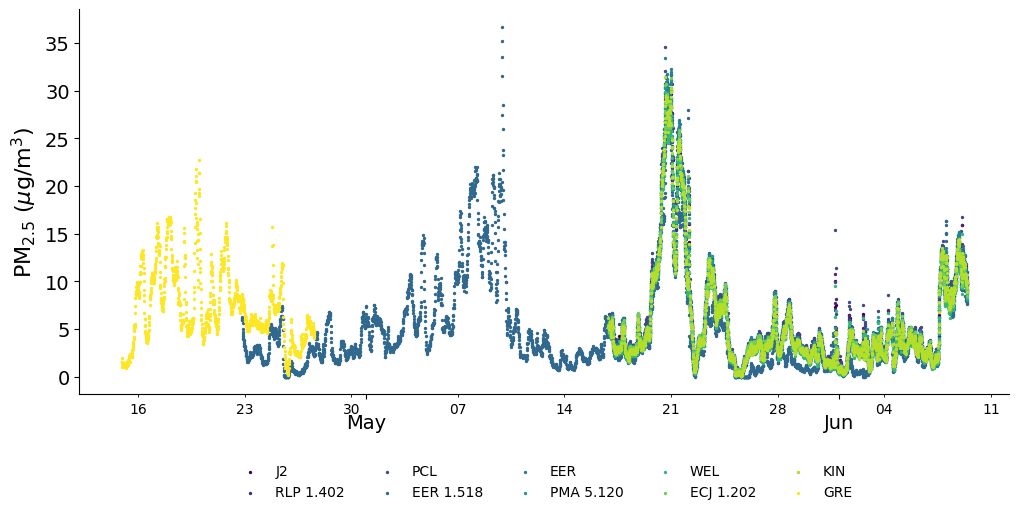 PM2.5 (μg/m³)
35
30
25
20
15
10
5
0
16 23 30 07 14 21 28 04 11
May Jun
J2 PCL EER WEL KIN
RLP 1.402 EER 1.518 PMA 5.120 ECJ 1.202 GRE